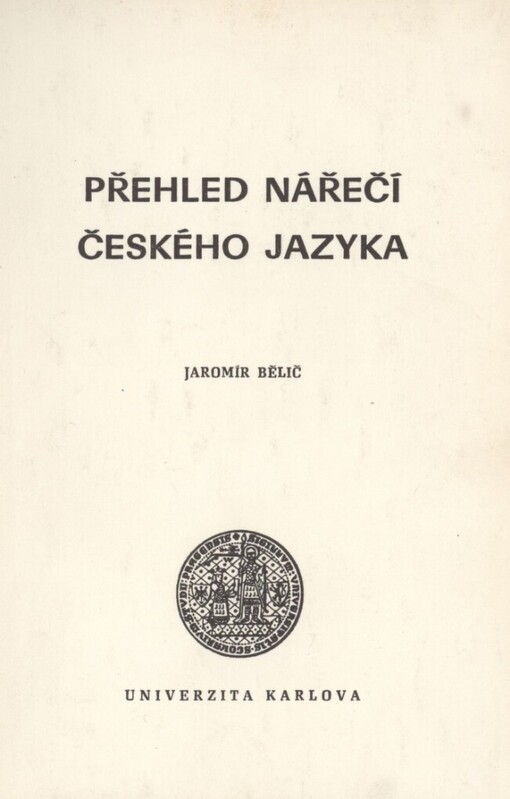 PŘEHLED NÁŘEČÍ
ČESKÉHO JAZYKA
JAROMÍR BĚLIČ
UNIVERZITA KARLOVA